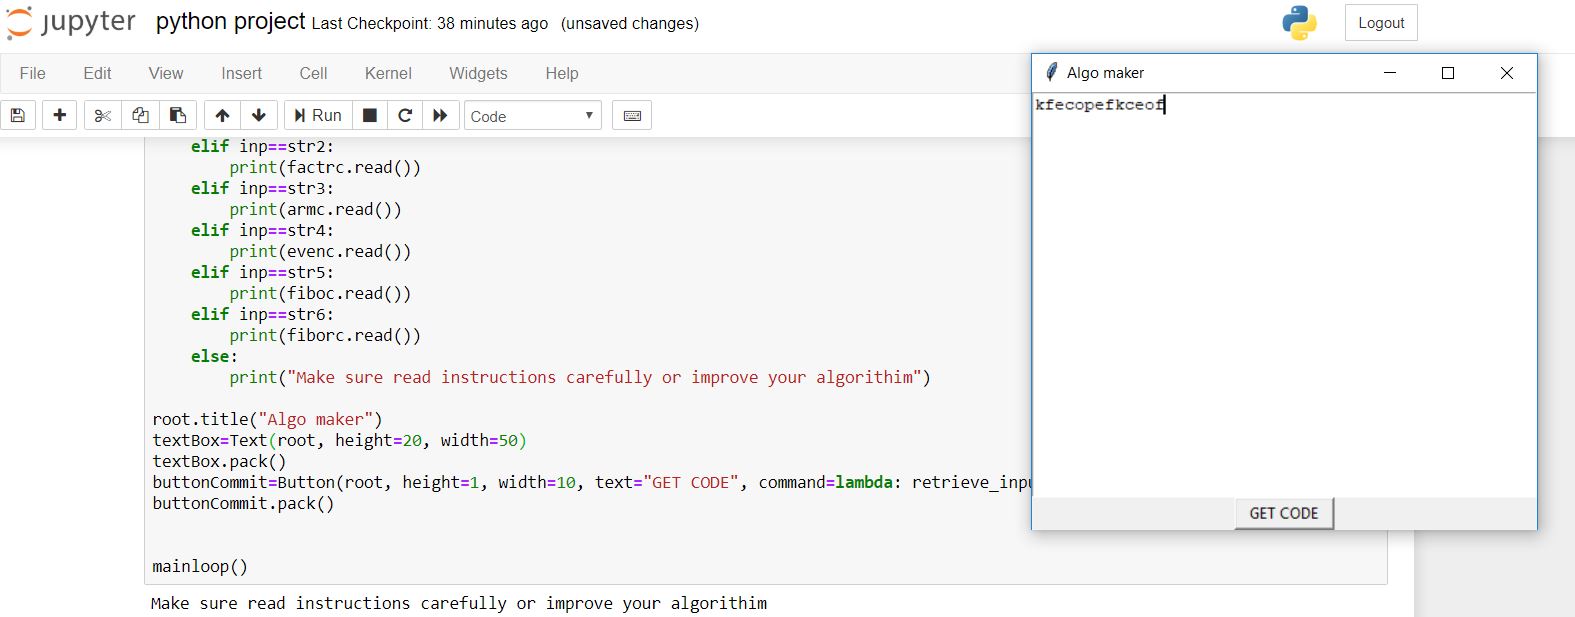 jupyter python project Last Checkpoint: 38 minutes ago (unsaved changes)
Logout
File Edit View Insert Cell Kernel Widgets Help
Run Code
Algo maker
kfecopefkceof
GET CODE
elif inp==str2:
print(factrc.read())
elif inp==str3:
print(armc.read())
elif inp==str4:
print(evenc.read())
elif inp==str5:
print(fiboc.read())
elif inp==str6:
print(fiborc.read())
else:
print("Make sure read instructions carefully or improve your algorithim")
root.title("Algo maker")
textBox=Text(root, height=20, width=50)
textBox.pack()
buttonCommit=Button(root, height=1, width=10, text="GET CODE", command=lambda: retrieve_inpu
buttonCommit.pack()
mainloop()
Make sure read instructions carefully or improve your algorithim